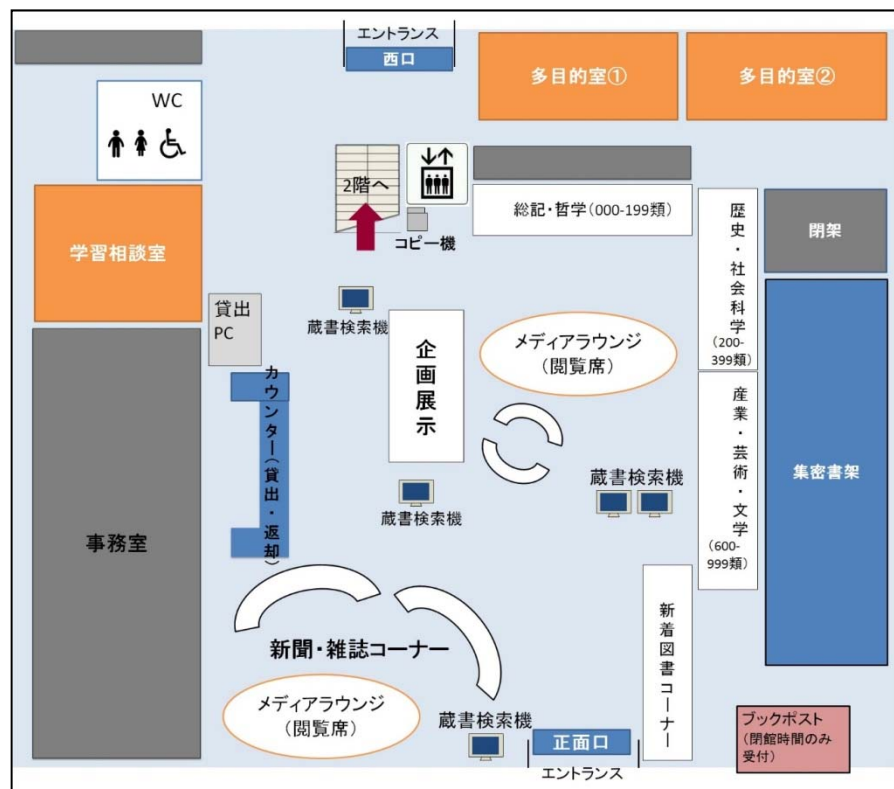 エントランス
西口
多目的室①
多目的室②
WC
2階へ
コピー機
総記・哲学(000-199類)
歴史・社会科学
(200-
399類)
閉架
学習相談室
貸出
PC
蔵書検索機
企画展示
メディアラウンジ
(閲覧席)
カウンター(貸出・返却)
産業・芸術・文学
(600-
999類)
集密書架
蔵書検索機
蔵書検索機
事務室
新聞・雑誌コーナー
新着図書コーナー
メディアラウンジ
(閲覧席)
蔵書検索機
正面口
エントランス
ブックポスト
(閉館時間のみ
受付)